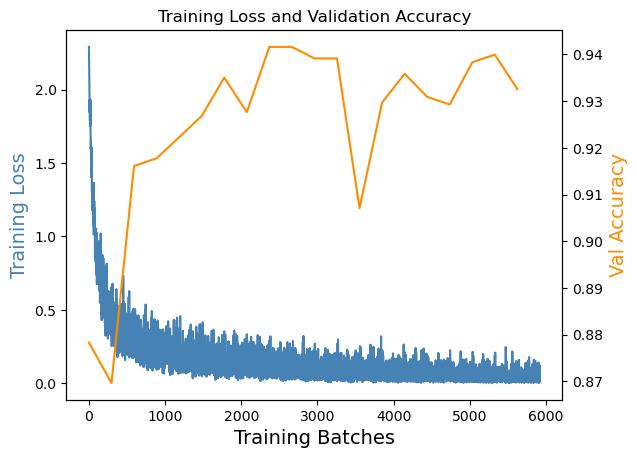 Training Loss and Validation Accuracy
Training Loss
2.0
1.5
1.0
0.5
0.0
0.94
0.93
0.92
0.91
0.90
0.89
0.88
0.87
Val Accuracy
0 1000 2000 3000 4000 5000 6000
Training Batches